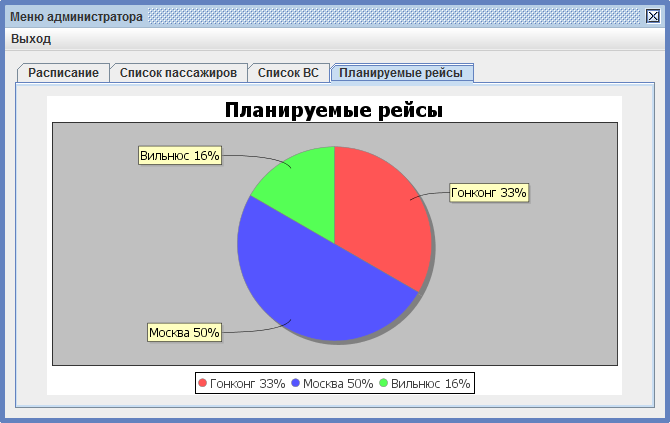 Меню администратора
Выход
Расписание Список пассажиров Список ВС Планируемые рейсы
Планируемые рейсы
Вильнюс 16%
Гонконг 33%
Москва 50%
Гонконг 33% Москва 50% Вильнюс 16%